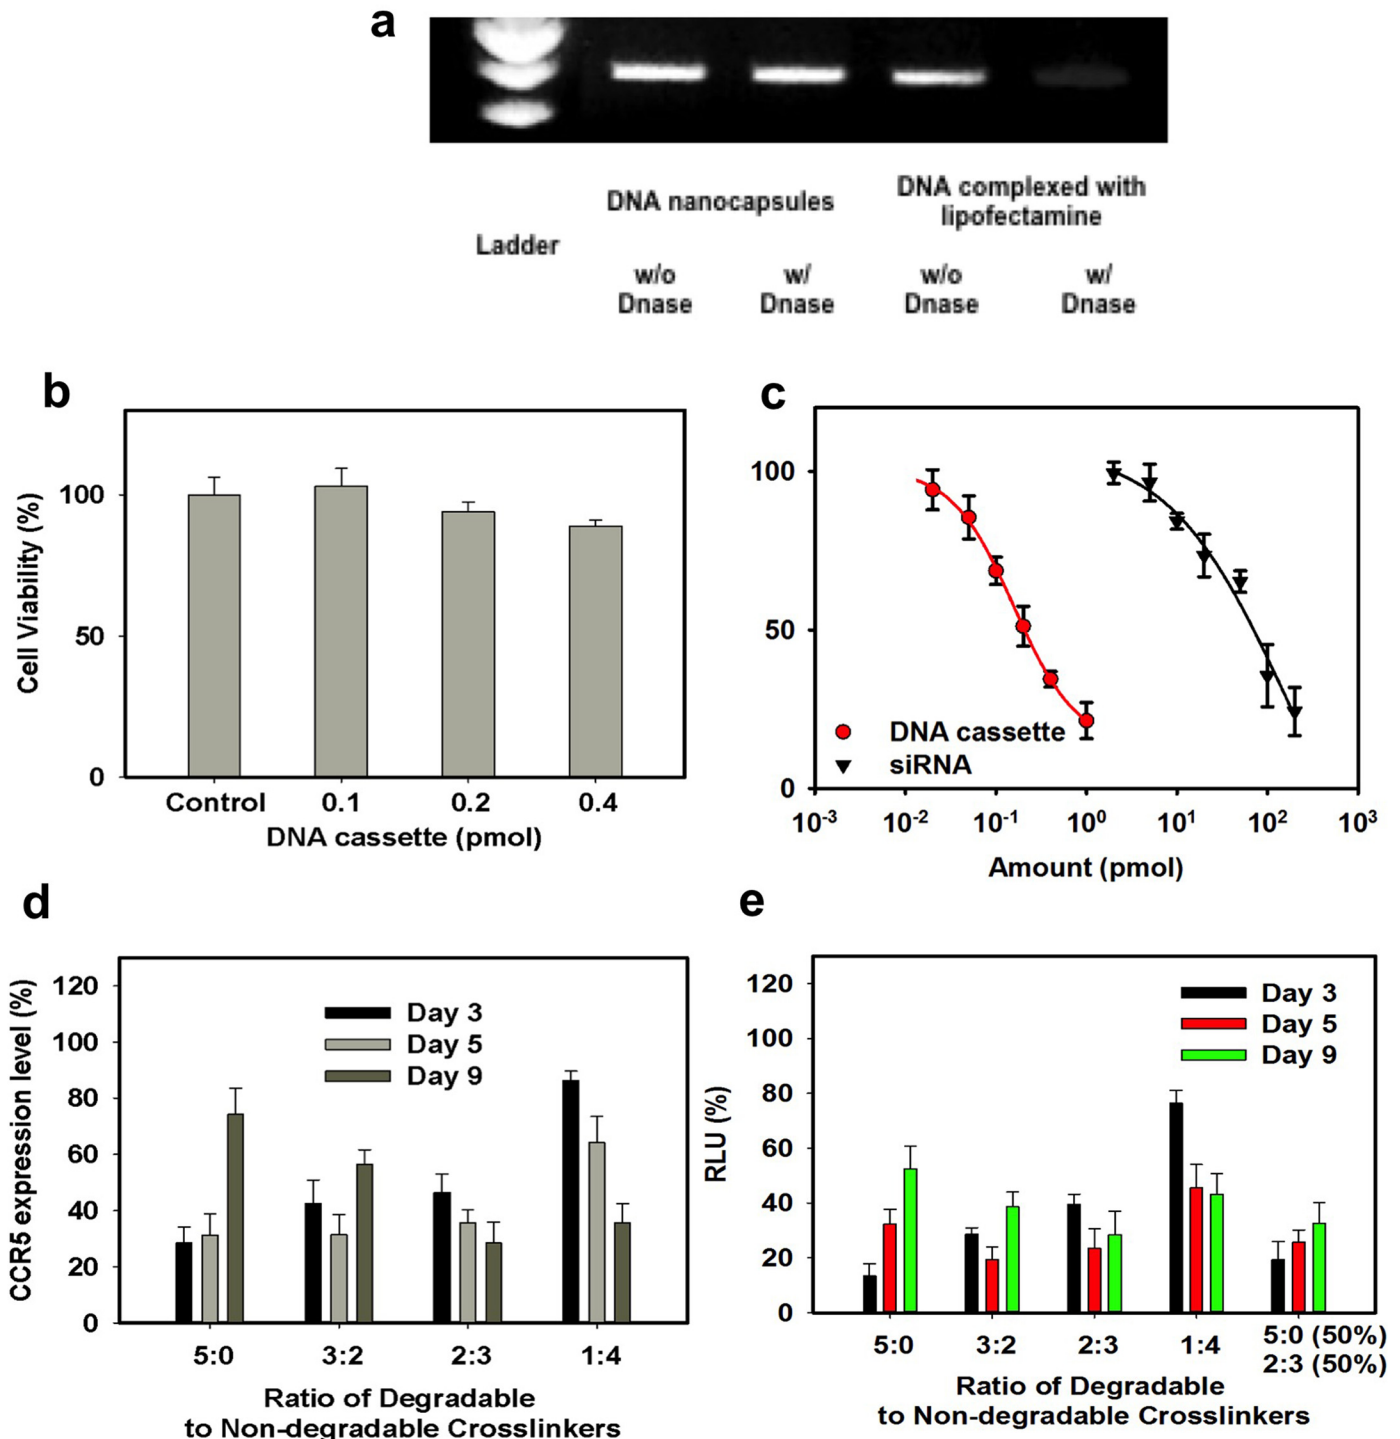 a
DNA nanocapsules
DNA complexed with
lipofectamine
Ladder
w/o
Dnase
w/
Dnase
w/o
Dnase
w/
Dnase
b
Cell Viability (%)
100
50
0
Control
0.1
0.2
0.4
DNA cassette (pmol)
c
100
50
0
DNA cassette
siRNA
10-3
10-2
10-1
100
101
102
103
Amount (pmol)
d
CCR5 expression level (%)
120
100
80
60
40
20
0
Day 3
Day 5
Day 9
5:0
3:2
2:3
1:4
Ratio of Degradable
to Non-degradable Crosslinkers
e
RLU (%)
120
100
80
60
40
20
0
Day 3
Day 5
Day 9
5:0
3:2
2:3
1:4
5:0 (50%)
2:3 (50%)
Ratio of Degradable
to Non-degradable Crosslinkers